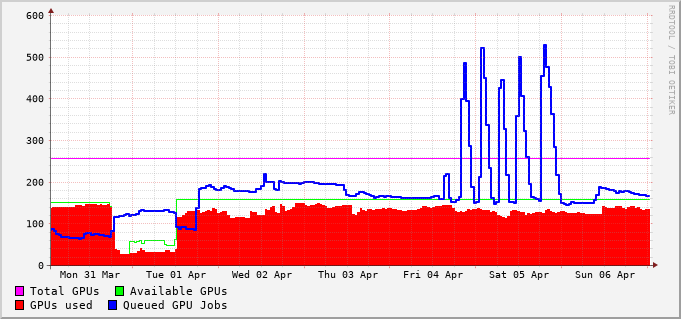 600
500
400
300
200
100
0
Mon 31 Mar Tue 01 Apr Wed 02 Apr Thu 03 Apr Fri 04 Apr Sat 05 Apr Sun 06 Apr
Total GPUs Available GPUs
GPUs used Queued GPU Jobs
RRDTOOL / TOBI OETIKER